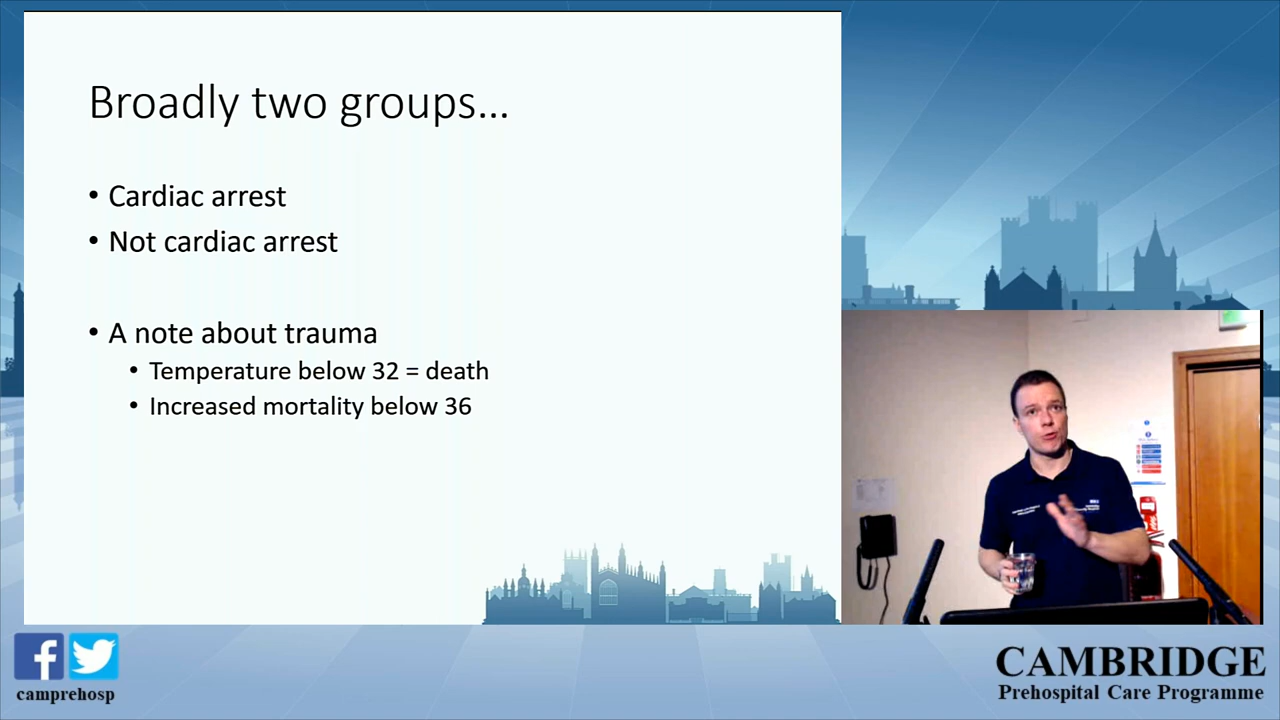 Broadly two groups...
• Cardiac arrest
• Not cardiac arrest
• A note about trauma
• Temperature below 32 = death
• Increased mortality below 36
camprehosp
CAMBRIDGE
Prehospital Care Programme